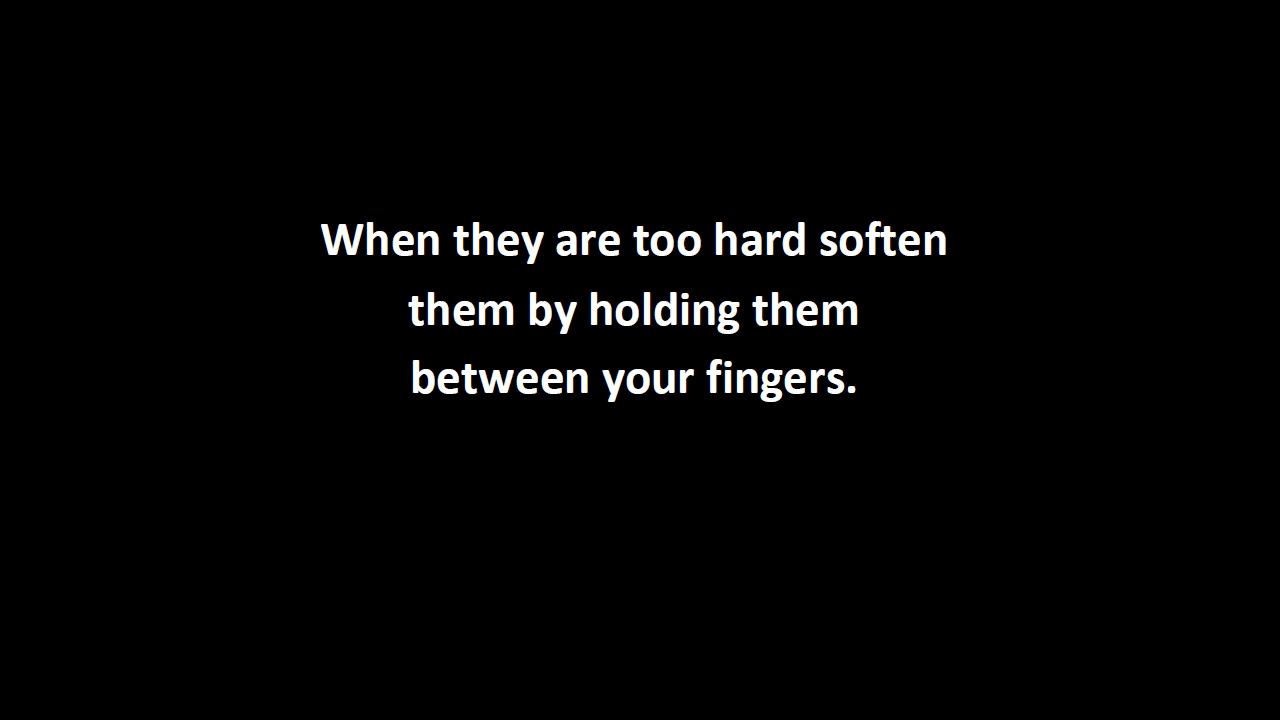 When they are too hard soften
them by holding them
between your fingers.